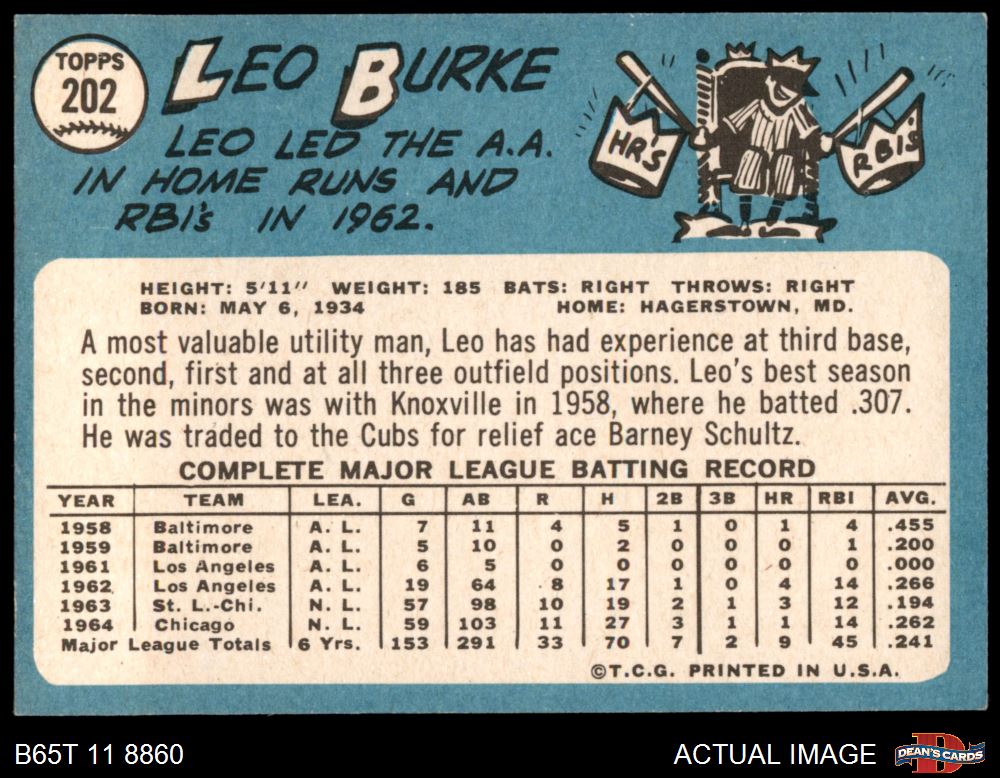 TOPPS
202
LEO BURKE
LEO LED THE A.A.
IN HOME RUNS AND
RBI's IN 1962.
HR'S
RBI'S
HEIGHT: 5'11" WEIGHT: 185 BATS: RIGHT THROWS: RIGHT
BORN: MAY 6, 1934 HOME: HAGERSTOWN, MD.
A most valuable utility man, Leo has had experience at third base,
second, first and at all three outfield positions. Leo's best season
in the minors was with Knoxville in 1958, where he batted .307.
He was traded to the Cubs for relief ace Barney Schultz.
COMPLETE MAJOR LEAGUE BATTING RECORD
YEAR TEAM LEA. G AB R H 2B 3B HR RBI AVG.
1958 Baltimore A. L. 7 11 4 5 1 0 1 4 .455
1959 Baltimore A. L. 5 10 0 2 0 0 0 1 .200
1961 Los Angeles A. L. 6 5 0 0 0 0 0 0 .000
1962 Los Angeles A. L. 19 64 8 17 1 0 4 14 .266
1963 St. L.-Chi. N. L. 57 98 10 19 2 1 3 12 .194
1964 Chicago N. L. 59 103 11 27 3 1 1 14 .262
Major League Totals 6 Yrs. 153 291 33 70 7 2 9 45 .241
©T.C.G. PRINTED IN U.S.A.
B65T 11 8860
ACTUAL IMAGE
D
DEAN'S CARDS